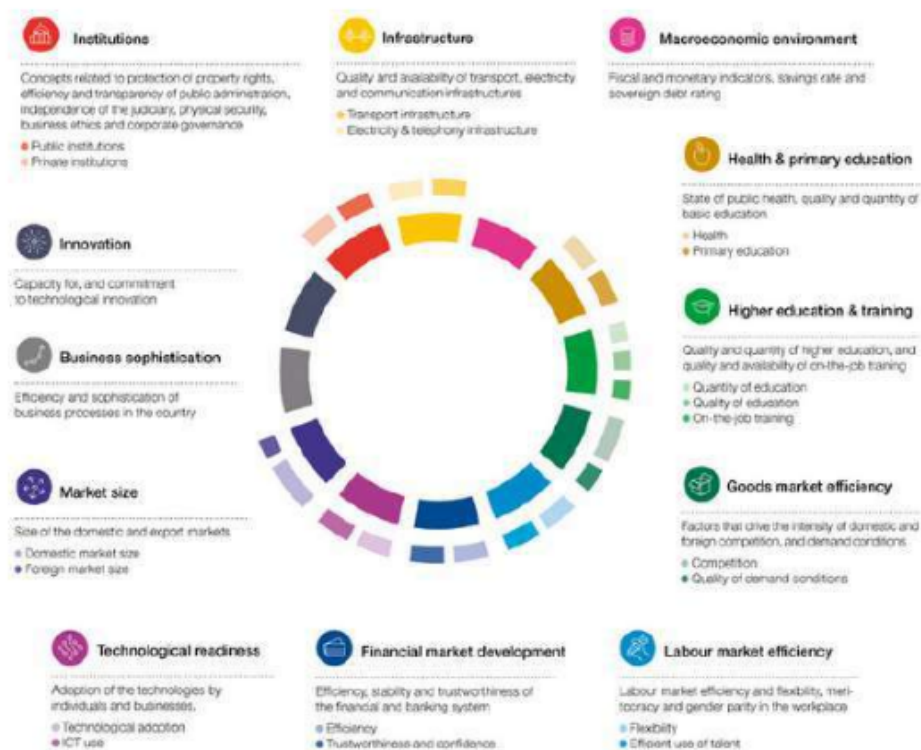 Institutions
Concepts related to protection of property rights,
efficiency and transparency of public administration,
independence of the judiciary, physical security,
business ethics and corporate governance
Public institutions
Private institutions
Infrastructure
Quality and availability of transport, electricity
and communication infrastructures
Transport infrastructure
Electricity & telephony infrastructure
Macroeconomic environment
Fiscal and monetary indicators, savings rate and
sovereign debt rating
Health & primary education
State of public health, quality and quantity of
basic education
Health
Primary education
Higher education & training
Quality and quantity of higher education, and
quality and availability of on-the-job training
Quantity of education
Quality of education
On-the-job training
Goods market efficiency
Factors that drive the intensity of domestic and
foreign competition, and demand conditions
Competition
Quality of demand conditions
Labour market efficiency
Labour market efficiency and flexibility, meri-
tocracy and gender parity in the workplace
Flexibility
Efficient use of talent
Financial market development
Efficiency, stability and trustworthiness of
the financial and banking system
Efficiency
Trustworthiness and confidence
Technological readiness
Adoption of the technologies by
individuals and businesses.
Technological adoption
ICT use
Market size
Size of the domestic and export markets
Domestic market size
Foreign market size
Business sophistication
Efficiency and sophistication of
business processes in the country
Innovation
Capacity for, and commitment
to technological innovation